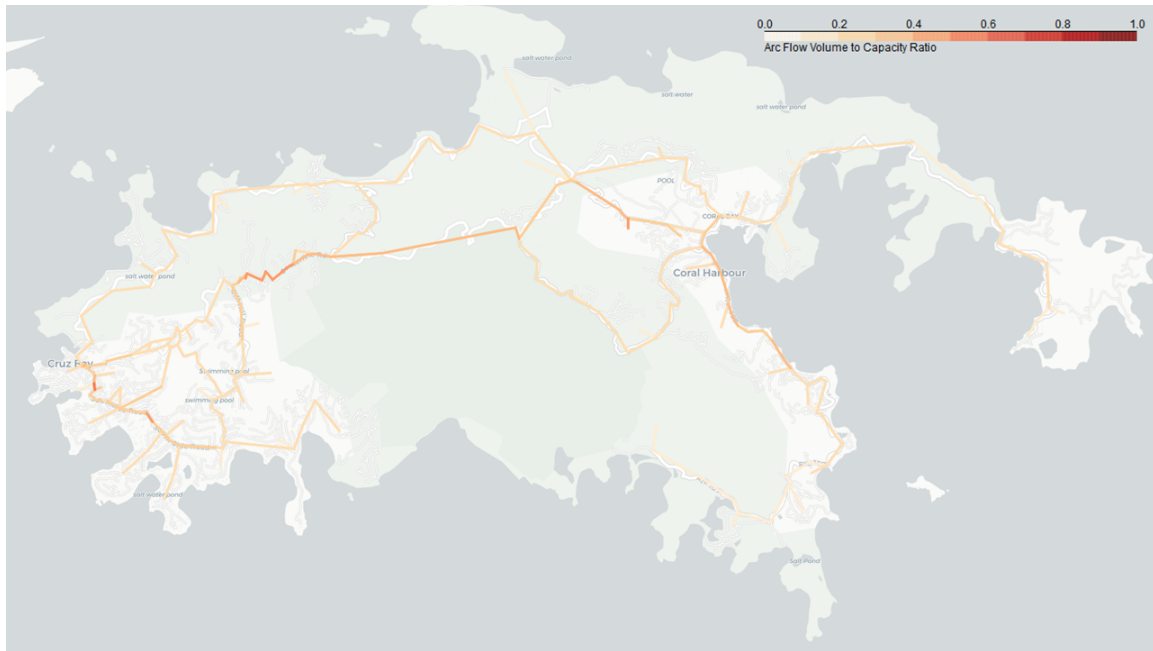 0.0 0.2 0.4 0.6 0.8 1.0
Arc Flow Volume to Capacity Ratio
salt water pond
salt-water
salt water pond
POOL
Coral Harbour
salt water pond
Cruz Bay
Swimming pool
swimming pool
salt water pond
Salt Pond